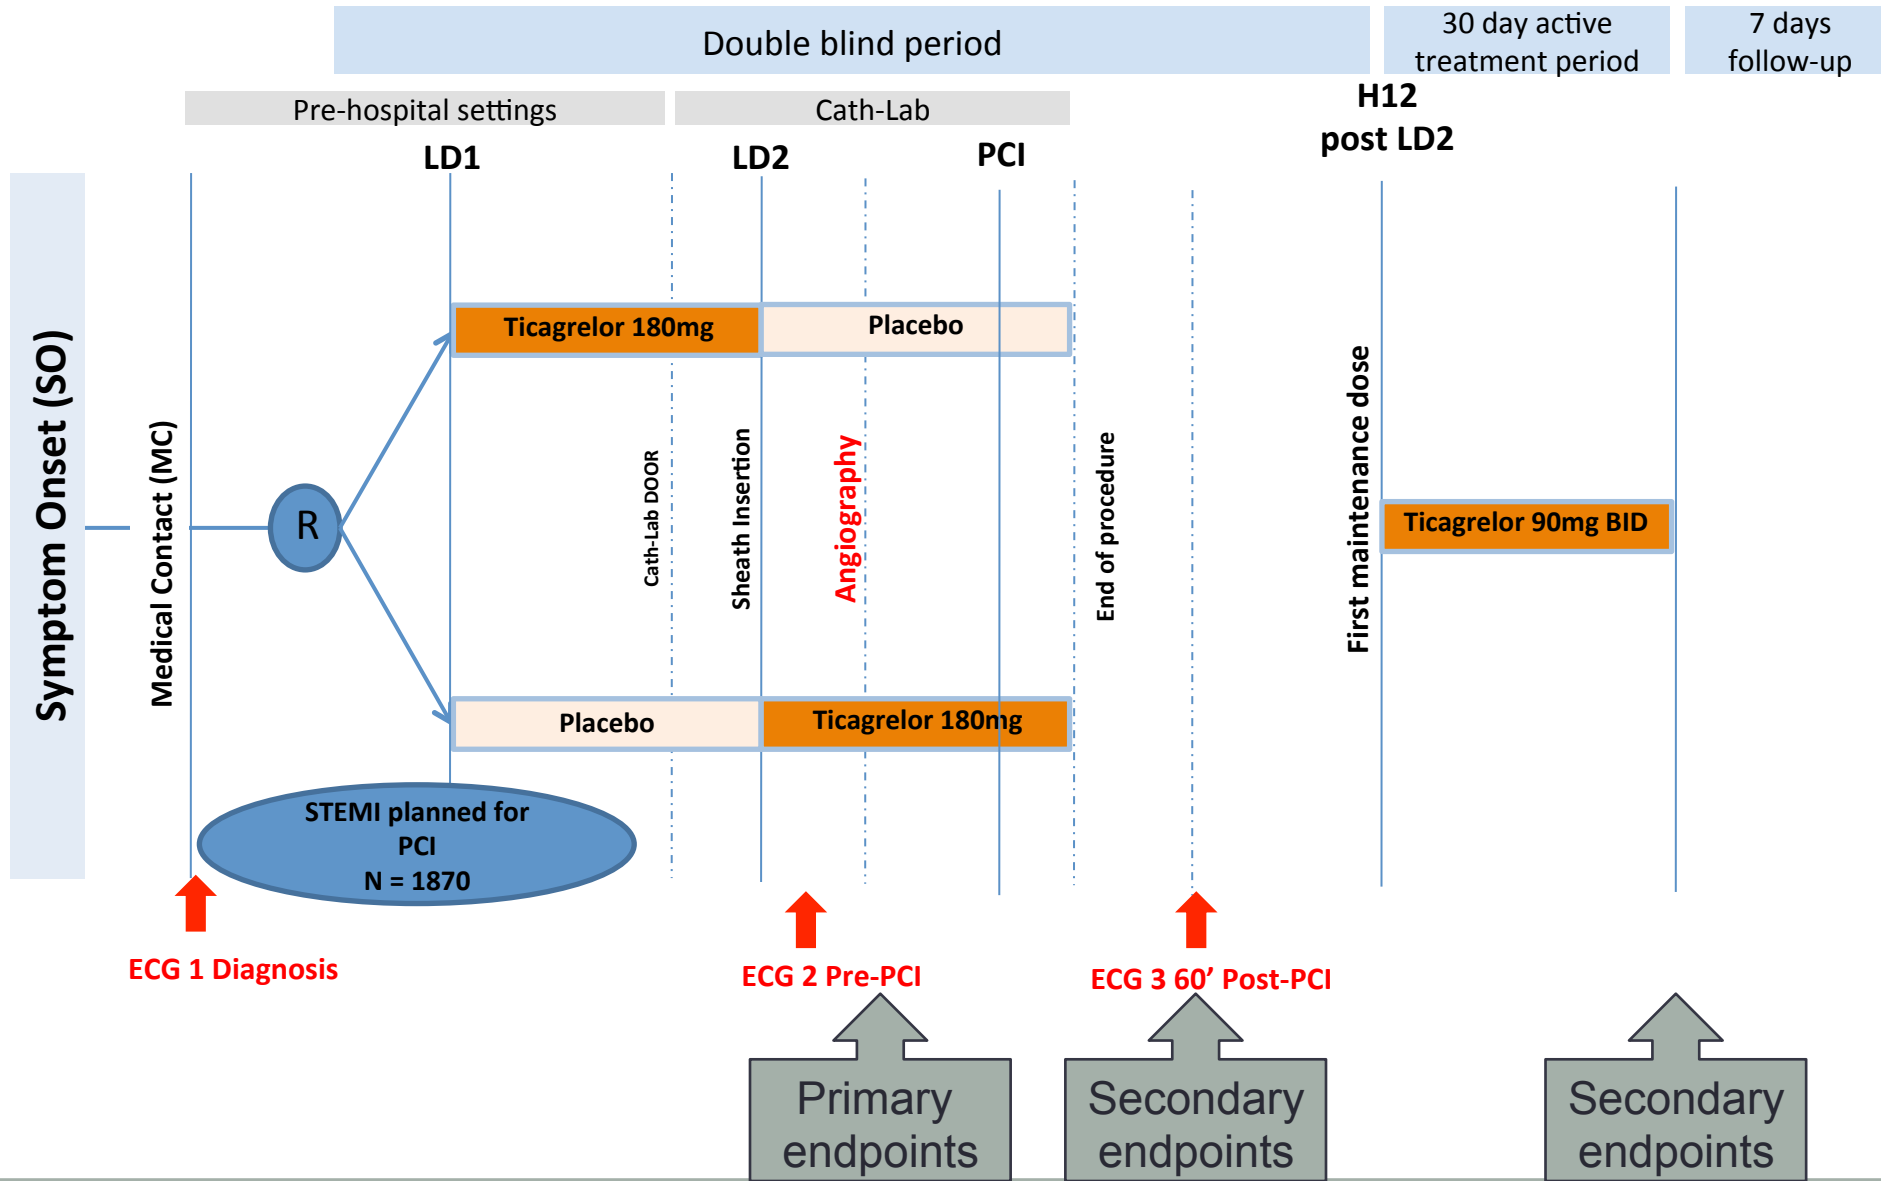 Double blind period
30 day active
treatment period
7 days
follow-up
Pre-hospital settings
Cath-Lab
H12
post LD2
LD1
LD2
PCI
Symptom Onset (SO)
Medical Contact (MC)
R
Ticagrelor 180mg
Placebo
Cath-Lab DOOR
Sheath Insertion
Angiography
End of procedure
First maintenance dose
Ticagrelor 90mg BID
Placebo
Ticagrelor 180mg
STEMI planned for
PCI
N = 1870
ECG 1 Diagnosis
ECG 2 Pre-PCI
ECG 3 60’ Post-PCI
Primary
endpoints
Secondary
endpoints
Secondary
endpoints